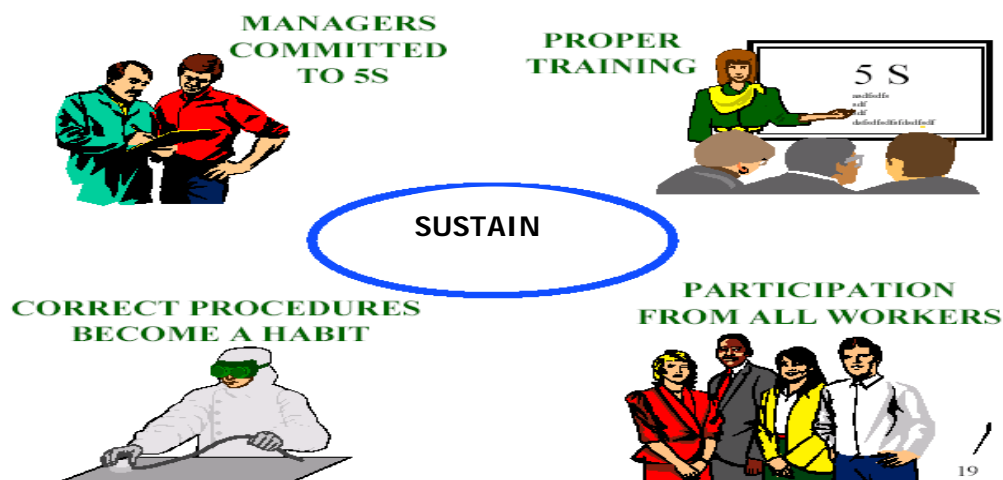 MANAGERS
COMMITTED
TO 5S
PROPER
TRAINING
5 S
SUSTAIN
CORRECT PROCEDURES
BECOME A HABIT
PARTICIPATION
FROM ALL WORKERS
19